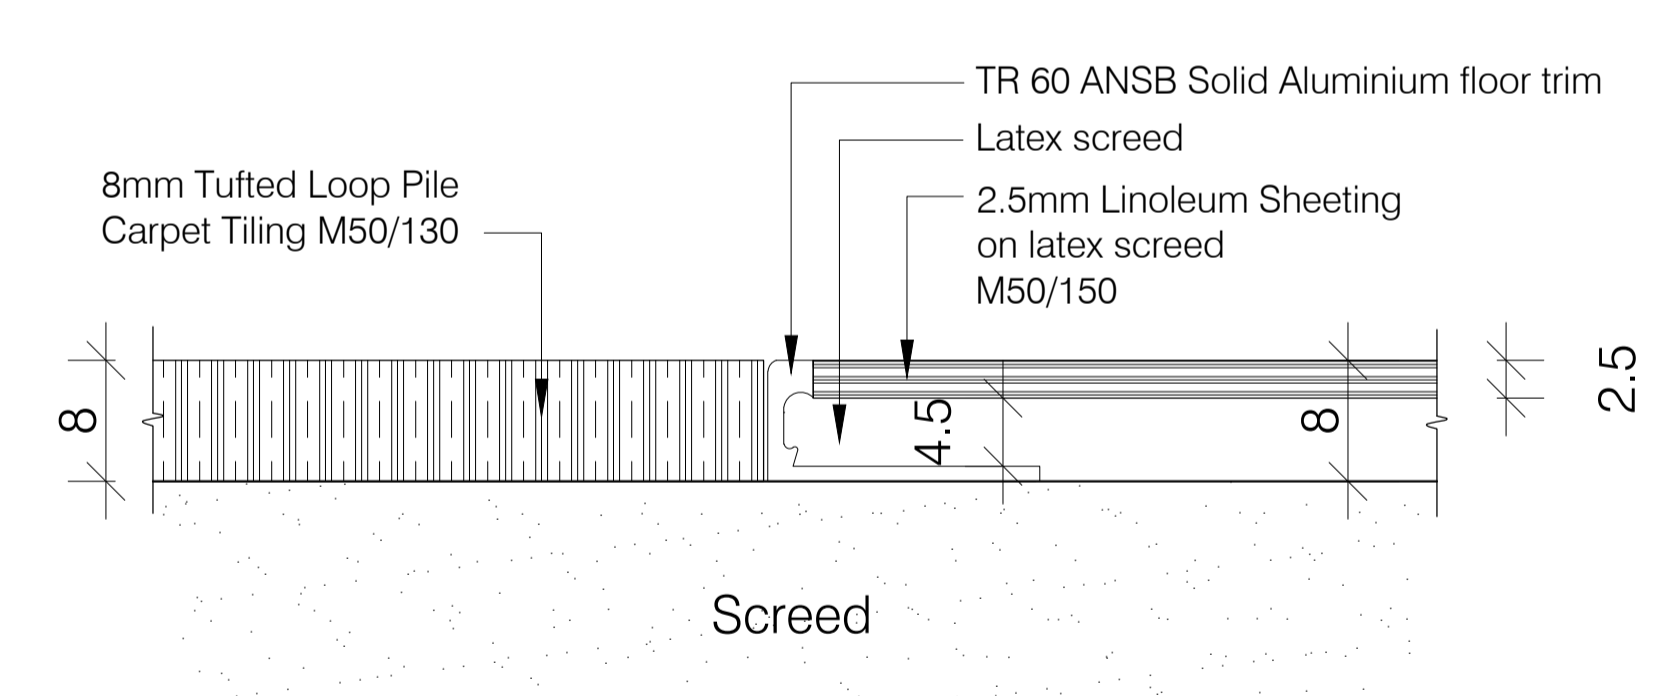 TR 60 ANSB Solid Aluminium floor trim
Latex screed
8mm Tufted Loop Pile
Carpet Tiling M50/130
2.5mm Linoleum Sheeting
on latex screed
M50/150
8
4.5
8
2.5
Screed